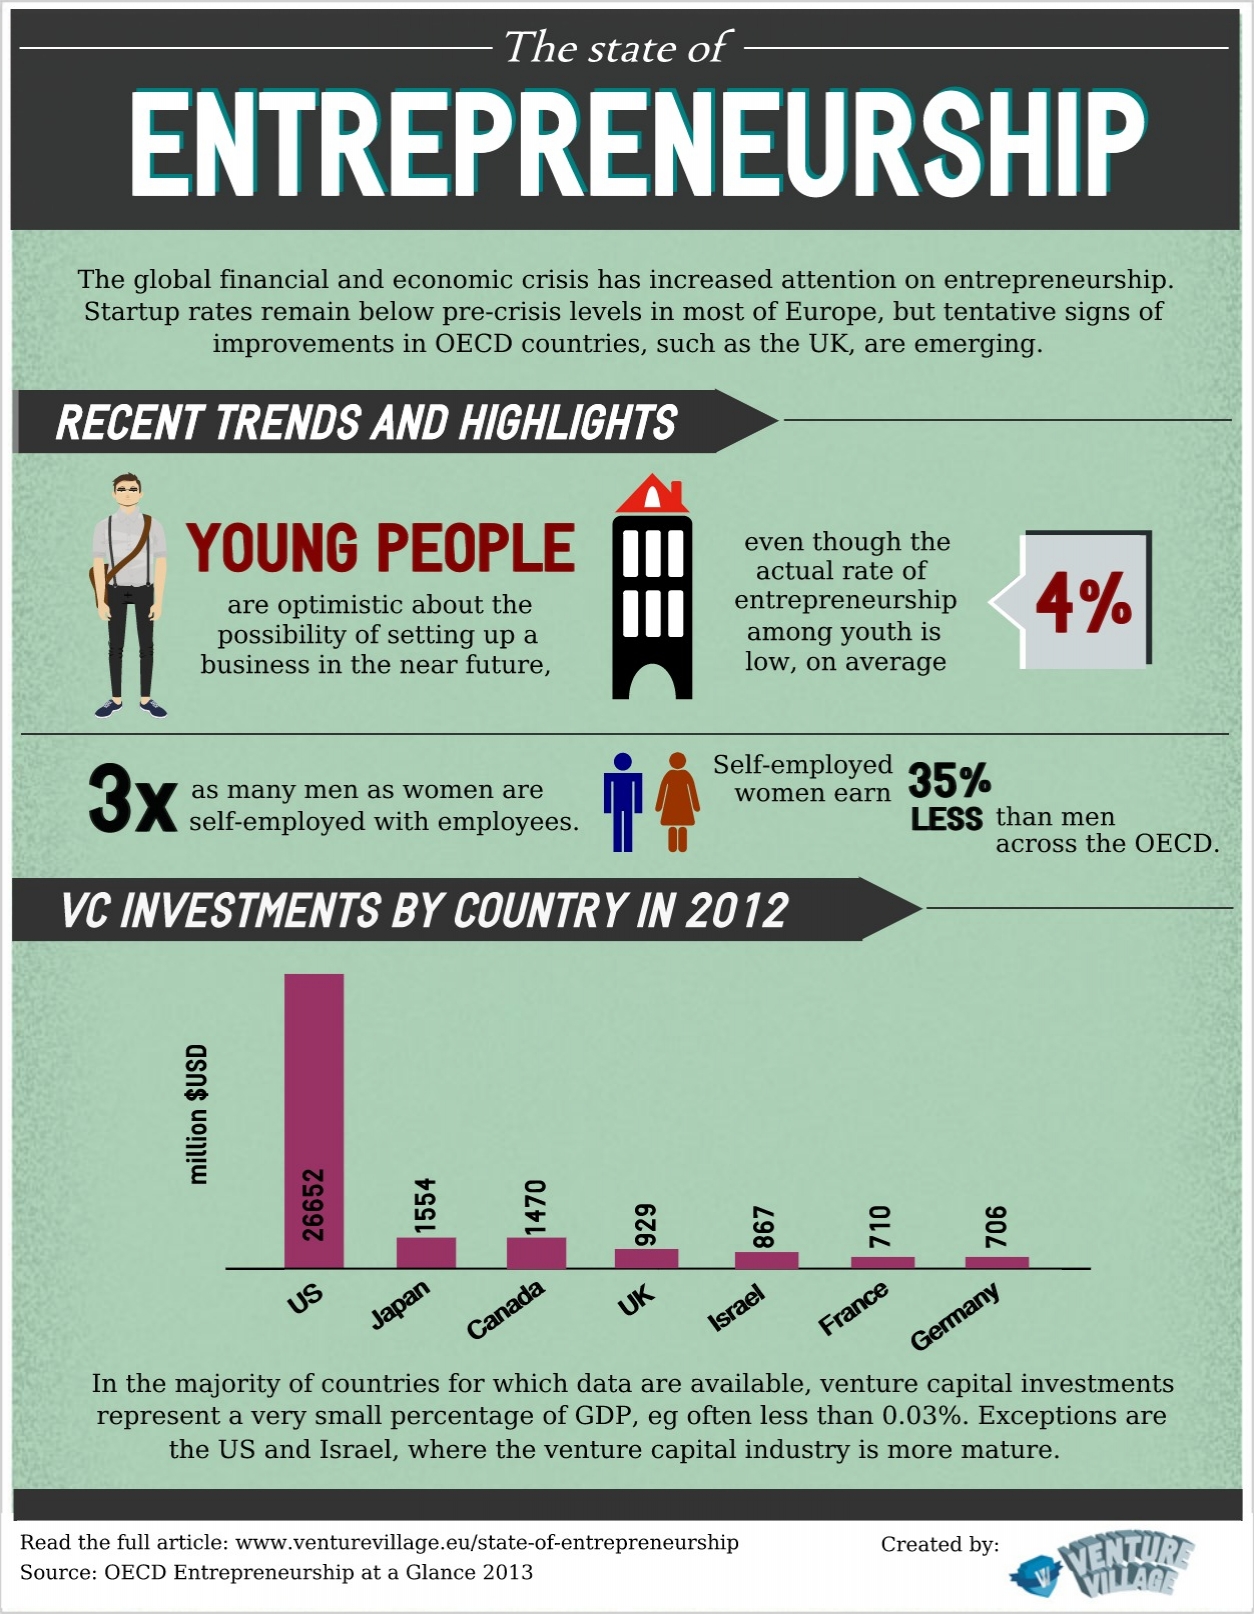 The state of
ENTREPRENEURSHIP
The global financial and economic crisis has increased attention on entrepreneurship.
Startup rates remain below pre-crisis levels in most of Europe, but tentative signs of
improvements in OECD countries, such as the UK, are emerging.
RECENT TRENDS AND HIGHLIGHTS
YOUNG PEOPLE
are optimistic about the
possibility of setting up a
business in the near future,
even though the
actual rate of
entrepreneurship
among youth is
low, on average
4%
3x
as many men as women are
self-employed with employees.
Self-employed
women earn
35%
LESS
than men
across the OECD.
VC INVESTMENTS BY COUNTRY IN 2012
million $USD
26652
1554
1470
929
867
710
706
US
Japan
Canada
UK
Israel
France
Germany
In the majority of countries for which data are available, venture capital investments
represent a very small percentage of GDP, eg often less than 0.03%. Exceptions are
the US and Israel, where the venture capital industry is more mature.
Read the full article: www.venturevillage.eu/state-of-entrepreneurship
Source: OECD Entrepreneurship at a Glance 2013
Created by:
VENTURE
VILLAGE